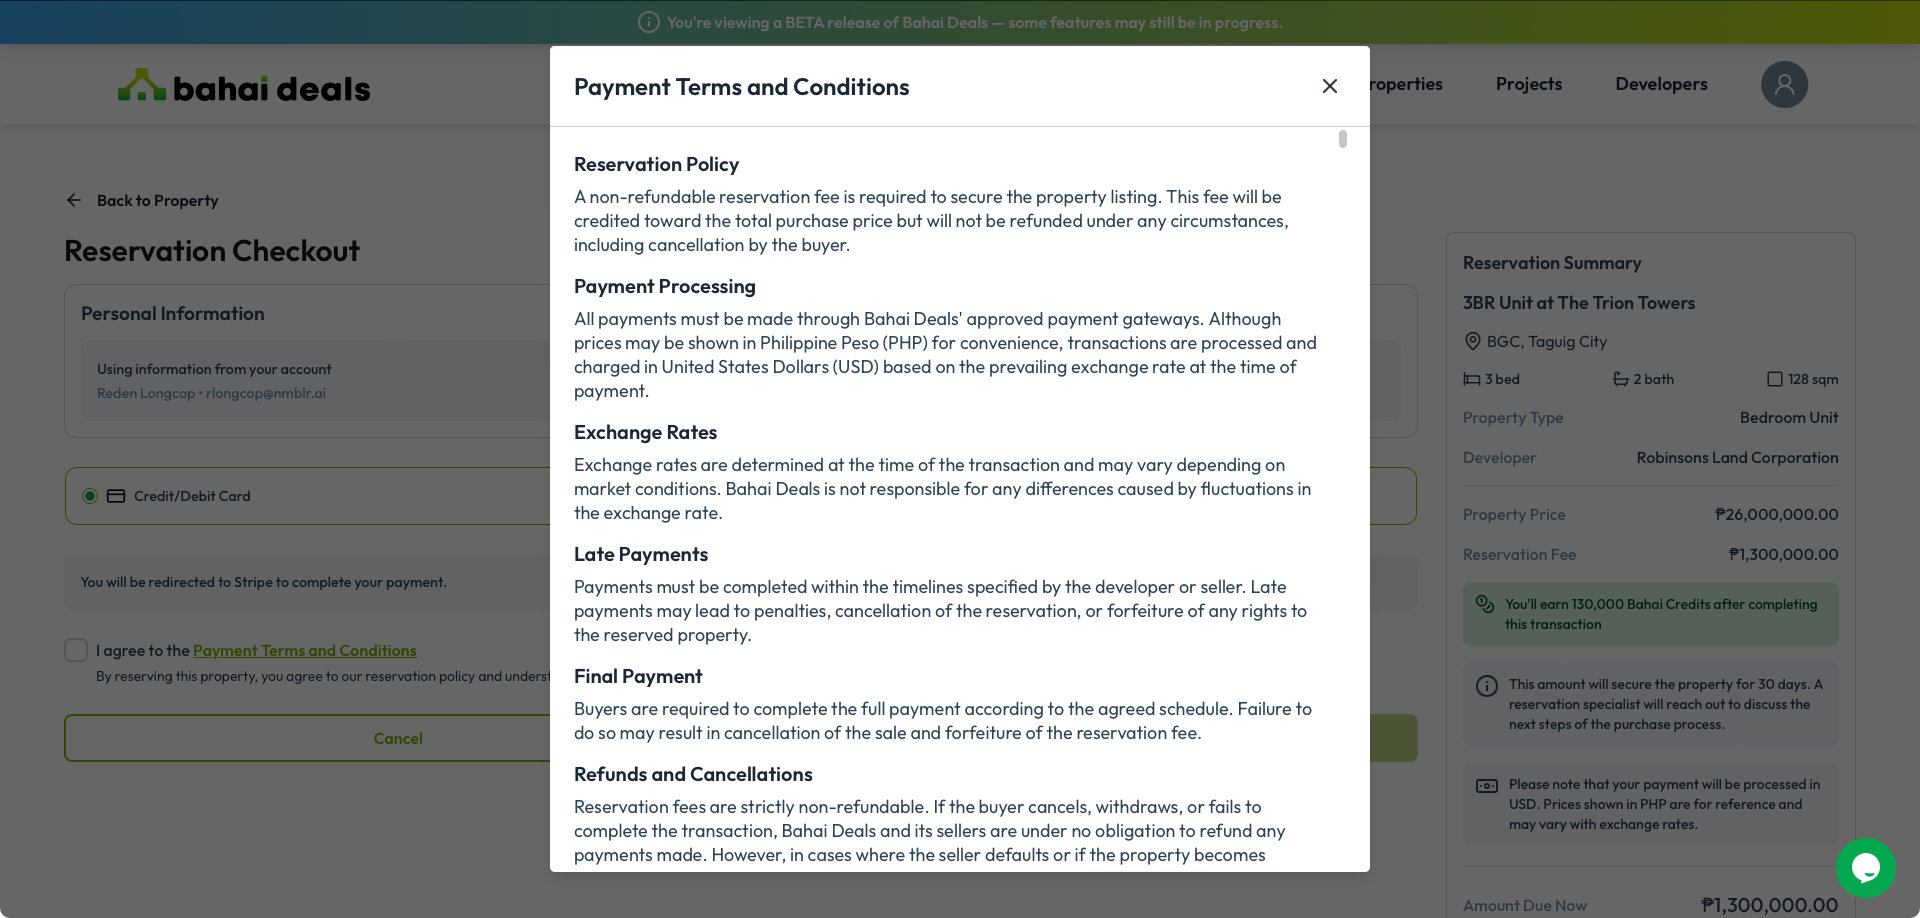 You're viewing a BETA release of Bahai Deals — some features may still be in progress.
bahai deals
roperties
Projects
Developers
Back to Property
Reservation Checkout
Personal Information
Using information from your account
Reden Longcop • rlongcop@nmblr.ai
Credit/Debit Card
You will be redirected to Stripe to complete your payment.
I agree to the Payment Terms and Conditions
By reserving this property, you agree to our reservation policy and underst
Cancel
Payment Terms and Conditions
Reservation Policy
A non-refundable reservation fee is required to secure the property listing. This fee will be
credited toward the total purchase price but will not be refunded under any circumstances,
including cancellation by the buyer.
Payment Processing
All payments must be made through Bahai Deals' approved payment gateways. Although
prices may be shown in Philippine Peso (PHP) for convenience, transactions are processed and
charged in United States Dollars (USD) based on the prevailing exchange rate at the time of
payment.
Exchange Rates
Exchange rates are determined at the time of the transaction and may vary depending on
market conditions. Bahai Deals is not responsible for any differences caused by fluctuations in
the exchange rate.
Late Payments
Payments must be completed within the timelines specified by the developer or seller. Late
payments may lead to penalties, cancellation of the reservation, or forfeiture of any rights to
the reserved property.
Final Payment
Buyers are required to complete the full payment according to the agreed schedule. Failure to
do so may result in cancellation of the sale and forfeiture of the reservation fee.
Refunds and Cancellations
Reservation fees are strictly non-refundable. If the buyer cancels, withdraws, or fails to
complete the transaction, Bahai Deals and its sellers are under no obligation to refund any
payments made. However, in cases where the seller defaults or if the property becomes
Reservation Summary
3BR Unit at The Trion Towers
BGC, Taguig City
3 bed
2 bath
128 sqm
Property Type
Bedroom Unit
Developer
Robinsons Land Corporation
Property Price
₱26,000,000.00
Reservation Fee
₱1,300,000.00
You'll earn 130,000 Bahai Credits after completing
this transaction
This amount will secure the property for 30 days. A
reservation specialist will reach out to discuss the
next steps of the purchase process.
Please note that your payment will be processed in
USD. Prices shown in PHP are for reference and
may vary with exchange rates.
Amount Due Now
₱1,300,000.00